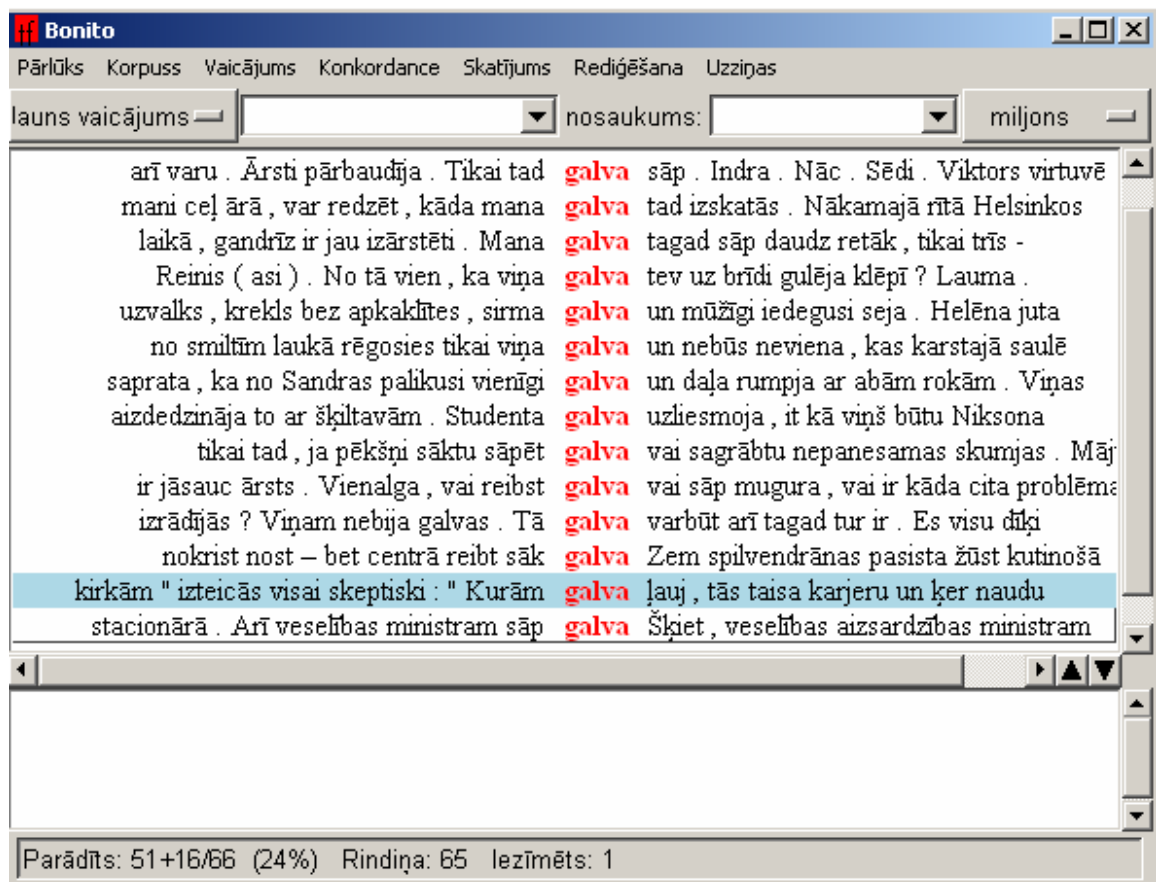 Bonito
Pārlūks Korpuss Vaicājums Konkordance Skatījums Rediģēšana Uzziņas
launs vaicājums nosaukums: miljons
arī varu . Ārsti pārbaudīja . Tikai tad galva sāp . Indra . Nāc . Sēdi . Viktors virtuvē
mani ceļ ārā , var redzēt , kāda mana galva tad izskatās . Nākamajā rītā Helsinkos
laikā , gandrīz ir jau izārstēti . Mana galva tagad sāp daudz retāk , tikai trīs -
Reinis ( asi ) . No tā vien , ka viņa galva tev uz brīdi gulēja klēpī ? Lauma .
uzvalks , krekls bez apkaklītes , sirma galva un mūžīgi iedegusi seja . Helēna juta
no smiltīm laukā rēgosies tikai viņa galva un nebūs neviena , kas karstajā saulē
saprata , ka no Sandras palikusi vienīgi galva un daļa rumpja ar abām rokām . Viņas
aizdedzināja to ar šķiltavām . Studenta galva uzliesmoja , it kā viņš būtu Niksona
tikai tad , ja pēkšņi sāktu sāpēt galva vai sagrābtu nepanesamas skumjas . Māj
ir jāsauc ārsts . Vienalga , vai reibst galva vai sāp mugura , vai ir kāda cita problēma
izrādījās ? Viņam nebija galvas . Tā galva varbūt arī tagad tur ir . Es visu dīķi
nokrist nost – bet centrā reibt sāk galva Zem spilvendrānas pasista žūst kutinošā
kirkām " izteicās visai skeptiski : " Kurām galva ļauj , tās taisa karjeru un ķer naudu
stacionārā . Arī veselības ministram sāp galva Šķiet , veselības aizsardzības ministram
Parādīts: 51+16/66 (24%) Rindiņa: 65 Iezīmēts: 1